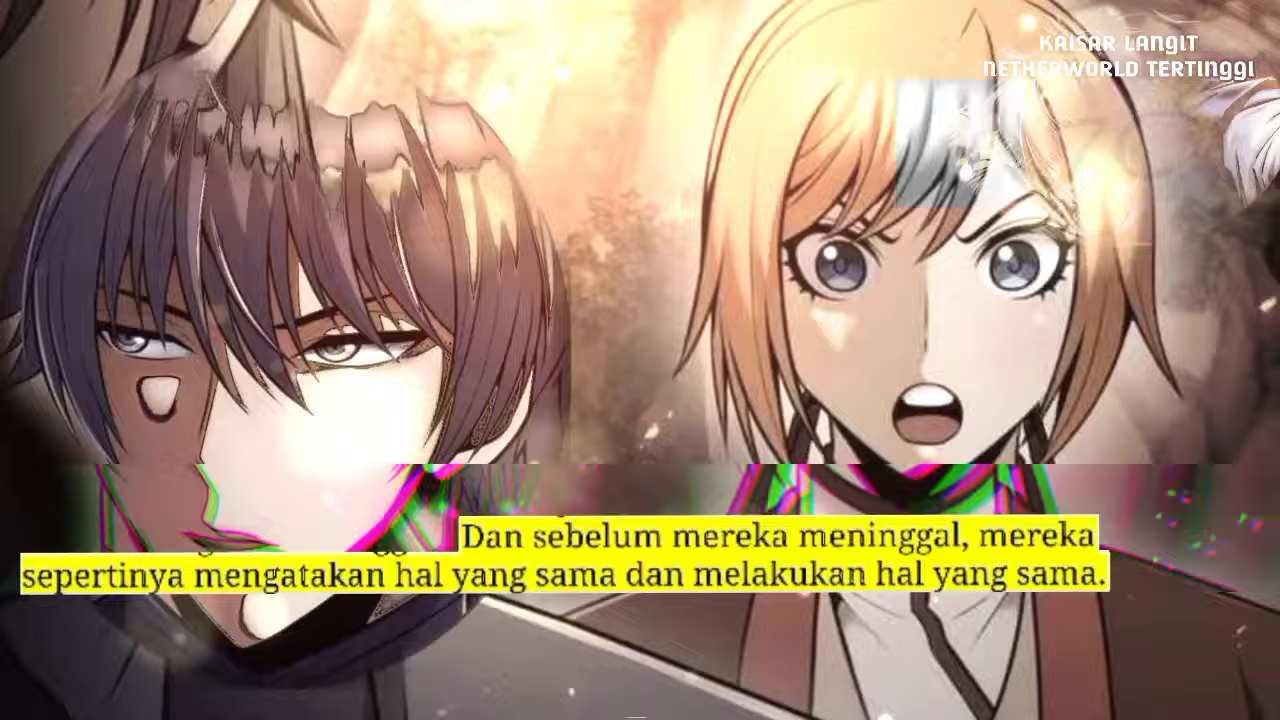 KAISAR LANGIT
NETHERWORLD TERTINGGI
Dan sebelum mereka meninggal, mereka
sepertinya mengatakan hal yang sama dan melakukan hal yang sama.